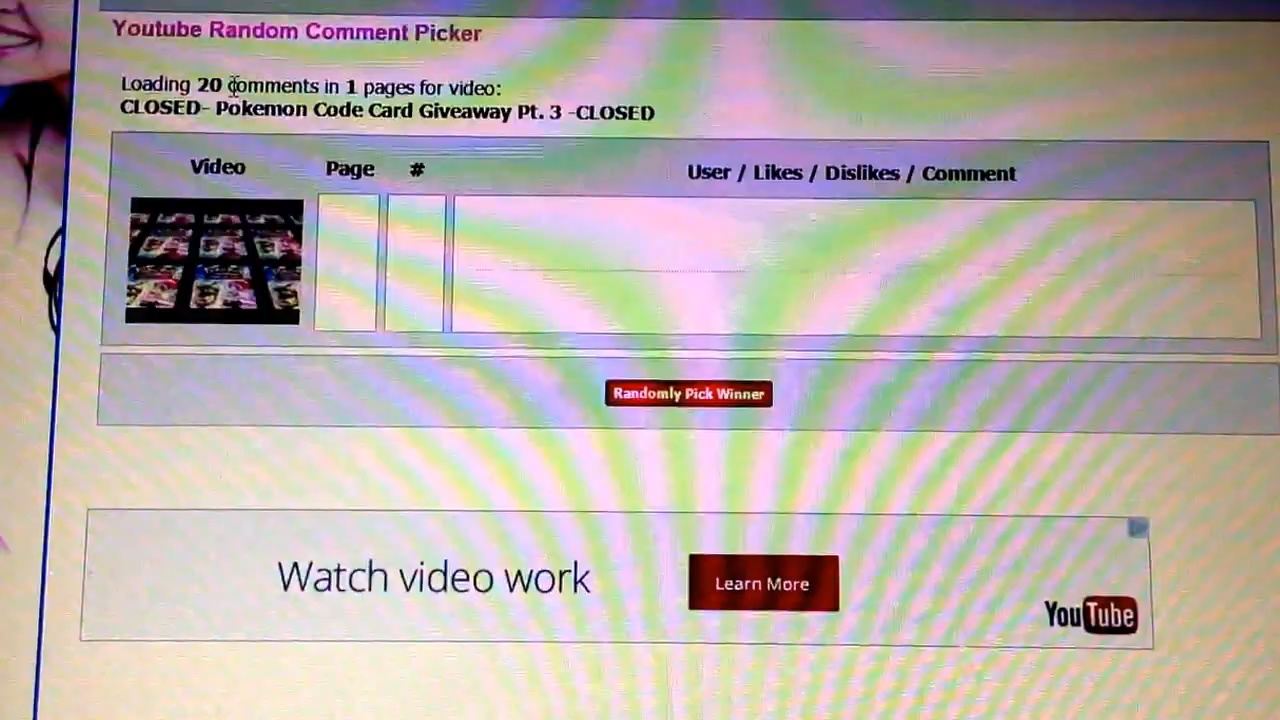 Youtube Random Comment Picker
Loading 20 comments in 1 pages for video:
CLOSED- Pokemon Code Card Giveaway Pt. 3 -CLOSED
Video Page # User / Likes / Dislikes / Comment
Randomly Pick Winner
Watch video work
Learn More
YouTube